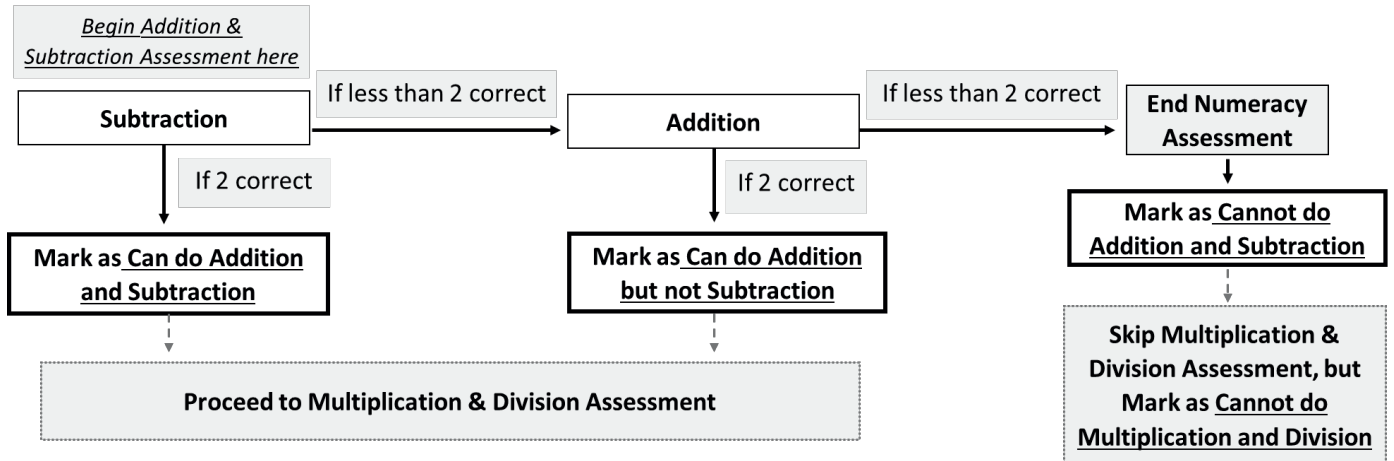 Begin Addition &
Subtraction Assessment here
Subtraction
If less than 2 correct
Addition
If less than 2 correct
End Numeracy
Assessment
If 2 correct
If 2 correct
Mark as Can do Addition
and Subtraction
Mark as Can do Addition
but not Subtraction
Mark as Cannot do
Addition and Subtraction
Proceed to Multiplication & Division Assessment
Skip Multiplication &
Division Assessment, but
Mark as Cannot do
Multiplication and Division